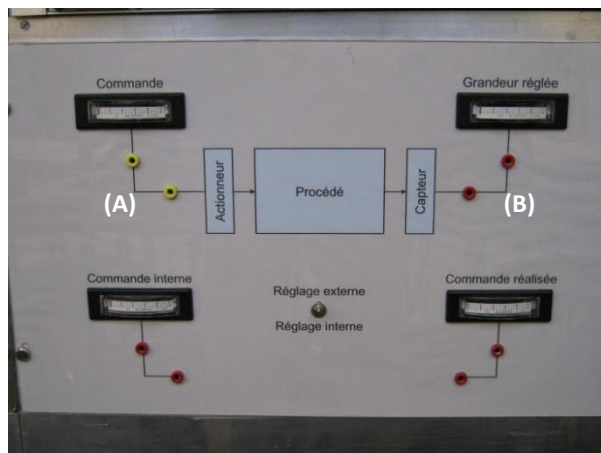 Commande
Grandeur réglée
Actionneur
Procédé
Capteur
(A)
(B)
Commande interne
Réglage externe
Commande réalisée
Réglage interne